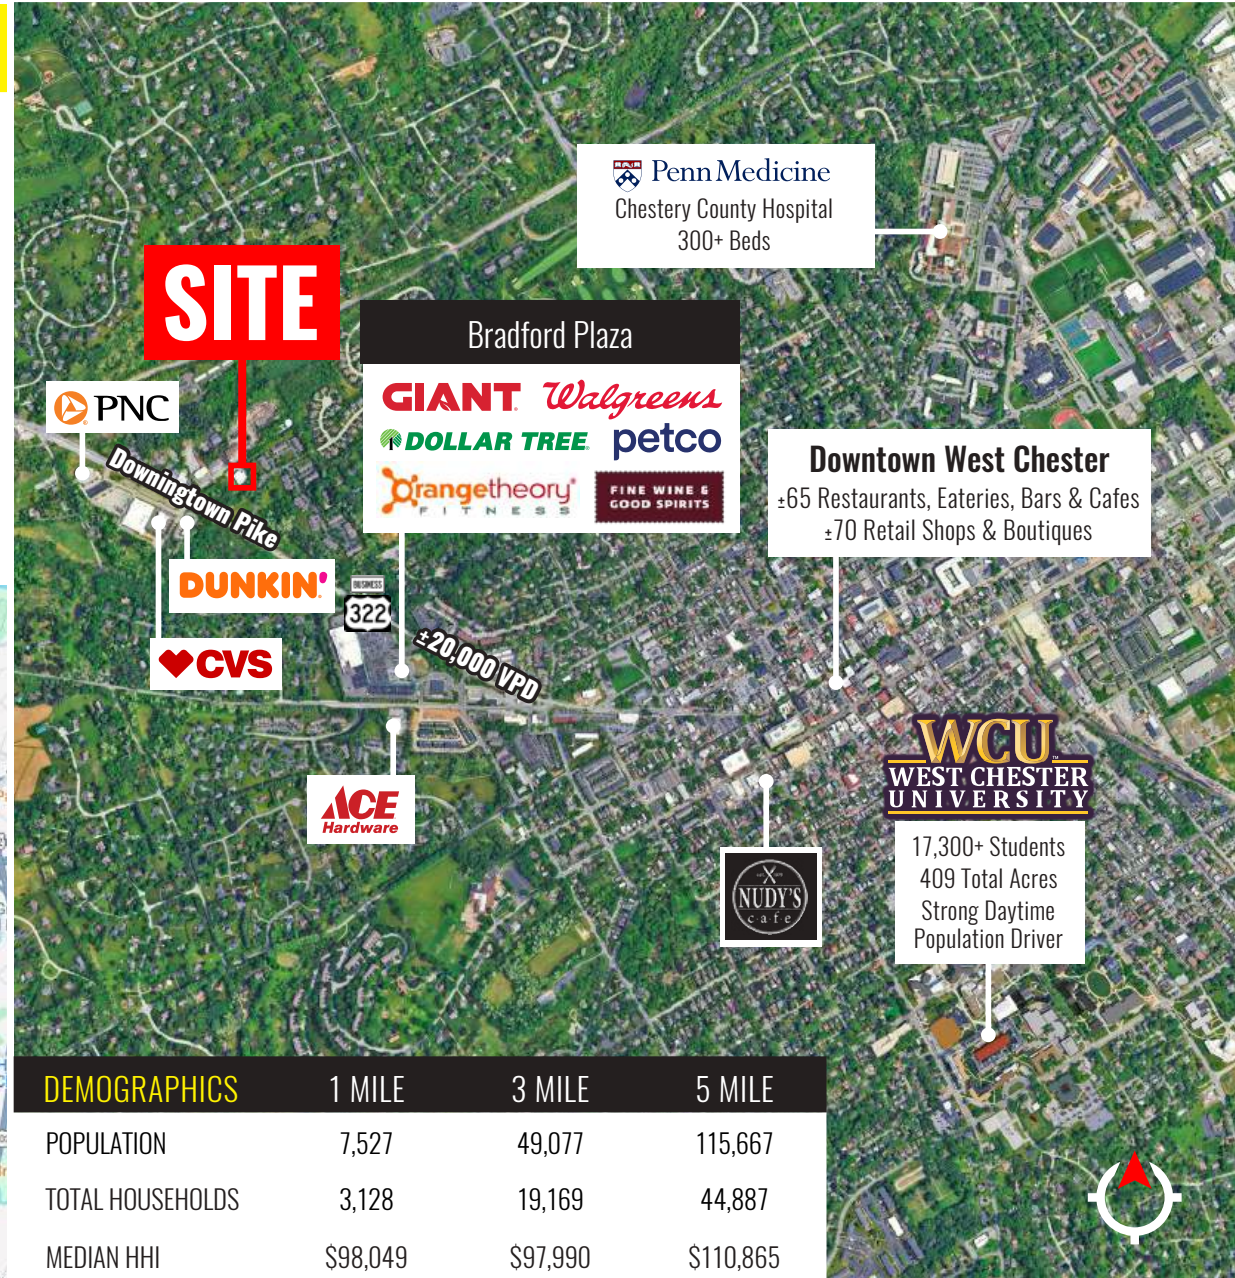 Penn Medicine
Chestery County Hospital
300+ Beds
SITE
Bradford Plaza
GIANT Walgreens
DOLLAR TREE petco
orangetheory®
FITNESS
FINE WINE &
GOOD SPIRITS
PNC
Downingtown Pike
DUNKIN'
CVS
BUSINESS
322
±20,000 VPD
Downtown West Chester
±65 Restaurants, Eateries, Bars & Cafes
±70 Retail Shops & Boutiques
ACE
Hardware
NUDY'S
cafe
WCU™
WEST CHESTER
UNIVERSITY
17,300+ Students
409 Total Acres
Strong Daytime
Population Driver
DEMOGRAPHICS 1 MILE 3 MILE 5 MILE
POPULATION 7,527 49,077 115,667
TOTAL HOUSEHOLDS 3,128 19,169 44,887
MEDIAN HHI $98,049 $97,990 $110,865